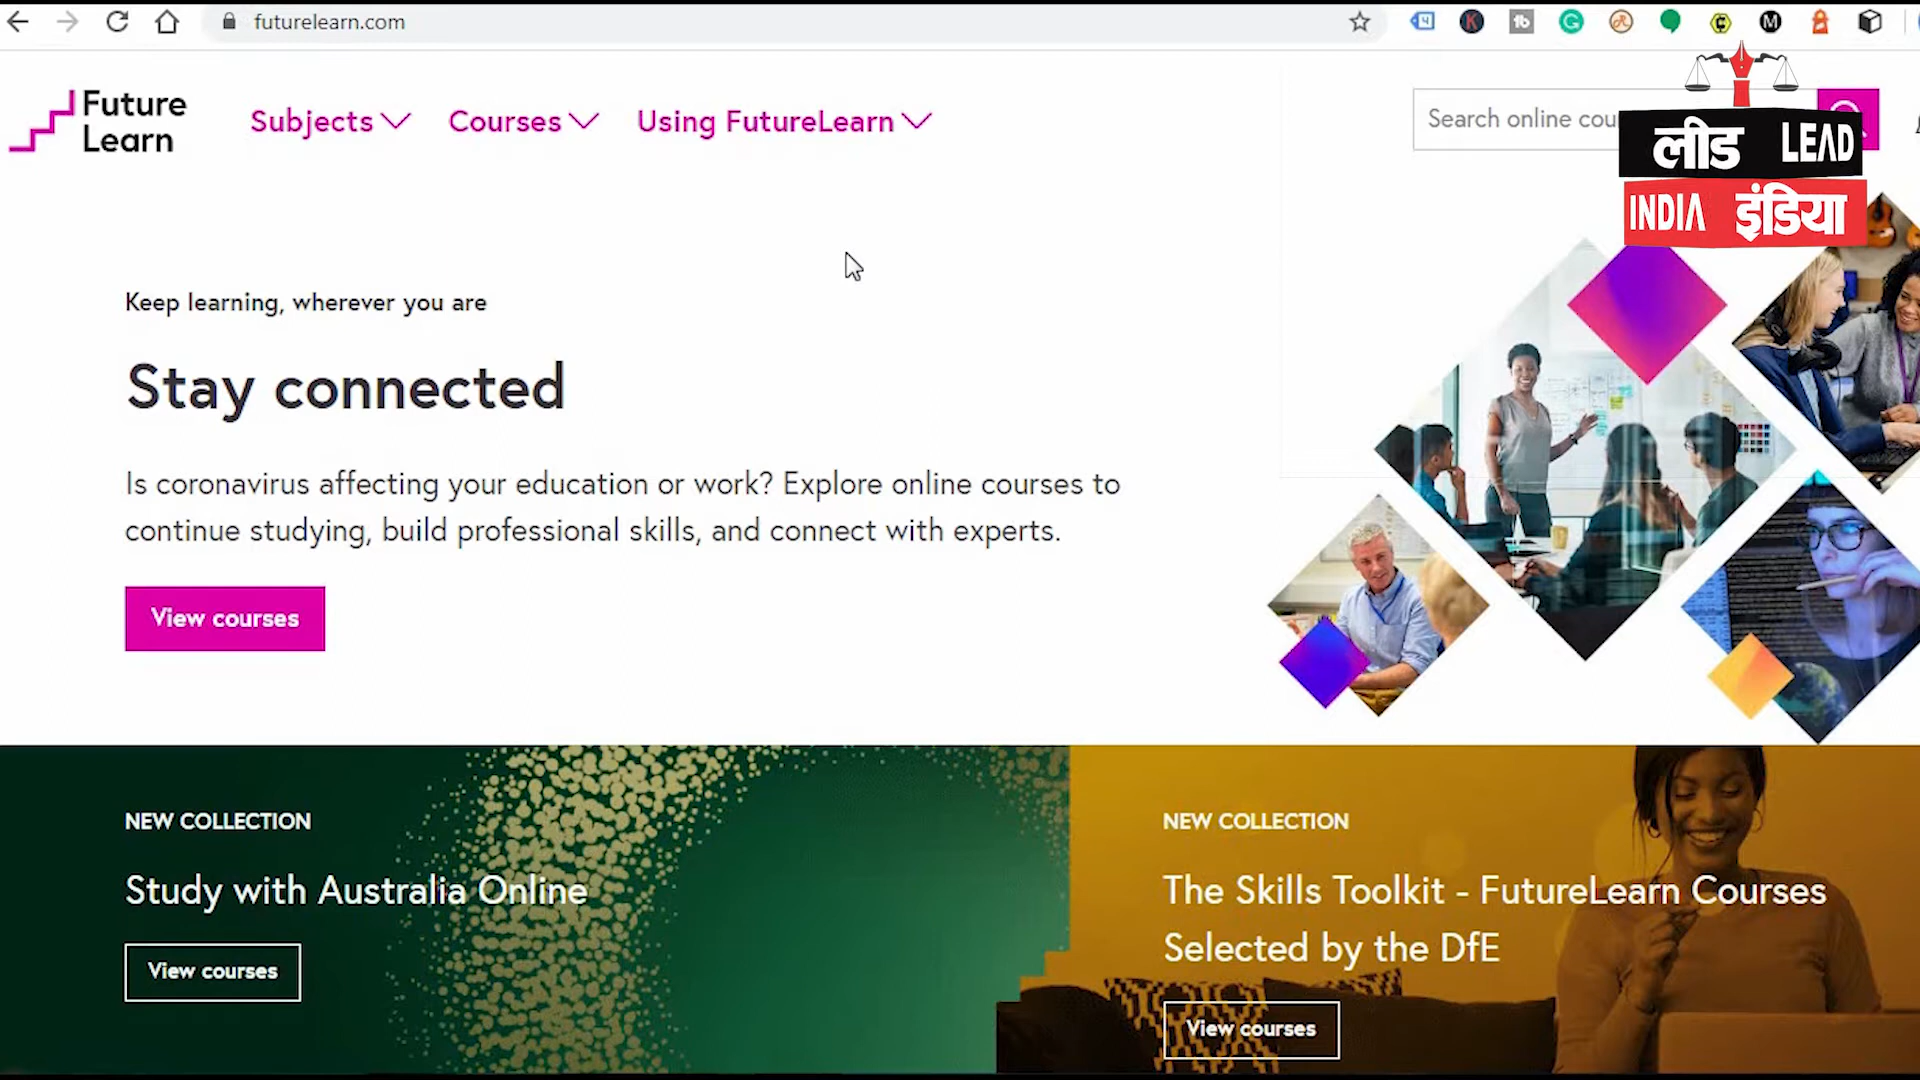 futurelearn.com
Future
Learn
Subjects
Courses
Using FutureLearn
Search online cou
लीड LEAD
INDIA इंडिया
Keep learning, wherever you are
Stay connected
Is coronavirus affecting your education or work? Explore online courses to
continue studying, build professional skills, and connect with experts.
View courses
NEW COLLECTION
Study with Australia Online
View courses
NEW COLLECTION
The Skills Toolkit - FutureLearn Courses
Selected by the DfE
View courses